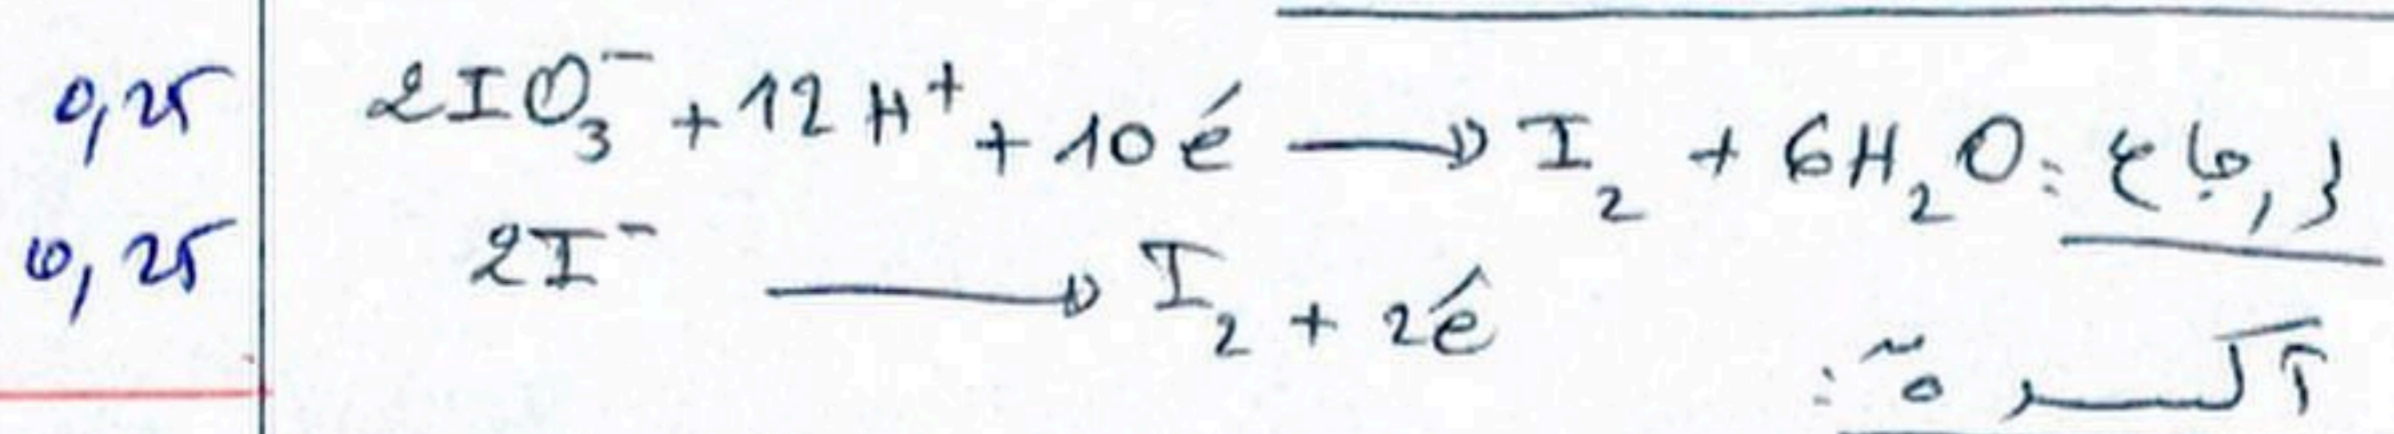 0,25 2IO₃⁻ + 12H⁺ + 10é → I₂ + 6H₂O : إرجاع
0,25 2I⁻ → I₂ + 2é
أكسدة :